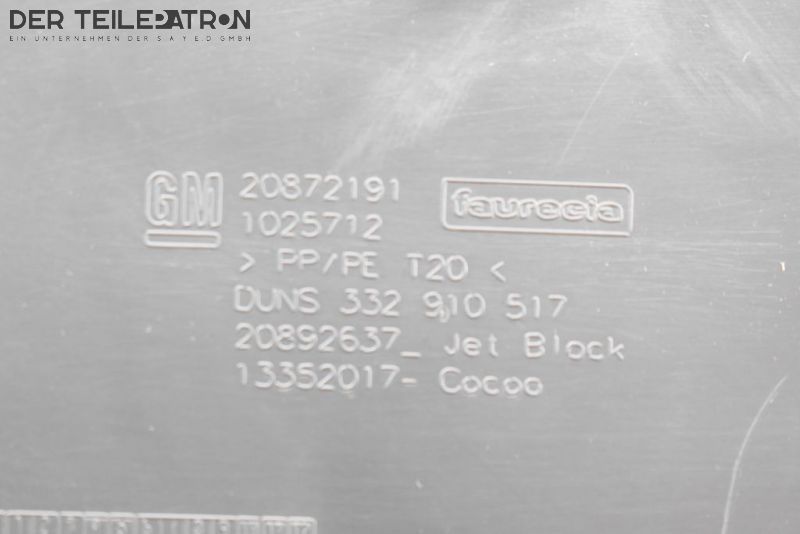 DER TEILEPATRON
EIN UNTERNEHMEN DER S A Y E.D GMBH
GM 20872191 faurecia
1025712
> PP/PE T20 <
DUNS 332 910 517
20892637_ Jet Block
13352017- Cocoo